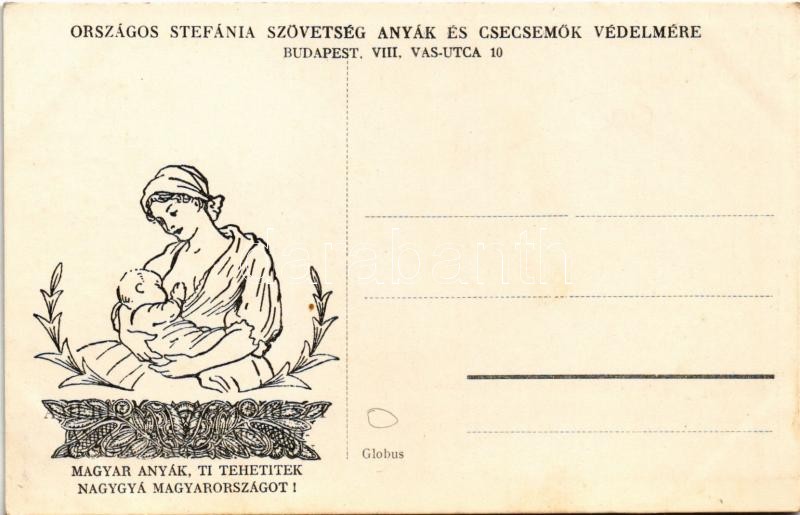 ORSZÁGOS STEFÁNIA SZÖVETSÉG ANYÁK ÉS CSECSEMŐK VÉDELMÉRE
BUDAPEST, VIII, VAS-UTCA 10
darabanth
Globus
MAGYAR ANYÁK, TI TEHETITEK
NAGYGYÁ MAGYARORSZÁGOT !